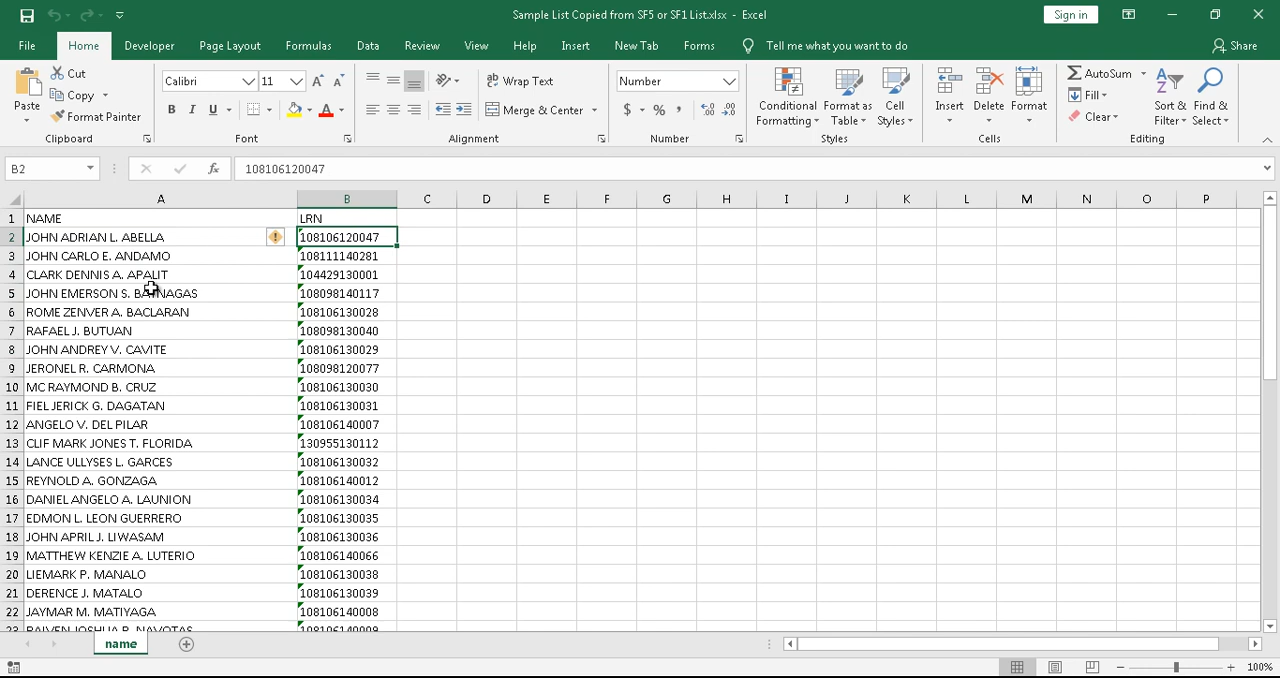 Sample List Copied from SF5 or SF1 List.xlsx - Excel
Sign in
File Home Developer Page Layout Formulas Data Review View Help Insert New Tab Forms Tell me what you want to do Share
Cut
Copy
Format Painter
Paste
Clipboard
Calibri 11
B I U
Font
Wrap Text
Merge & Center
Alignment
Number
$ % ,
Number
Conditional Formatting
Format as Table
Cell Styles
Styles
Insert Delete Format
Cells
AutoSum
Fill
Clear
Sort & Filter
Find & Select
Editing
B2 fx 108106120047
A B C D E F G H I J K L M N O P
1 NAME LRN
2 JOHN ADRIAN L. ABELLA 108106120047
3 JOHN CARLO E. ANDAMO 108111140281
4 CLARK DENNIS A. APALIT 104429130001
5 JOHN EMERSON S. 108098140117
6 ROME ZENVER A. BACLARAN 108106130028
7 RAFAEL J. BUTUAN 108098130040
8 JOHN ANDREY V. CAVITE 108106130029
9 JERONEL R. CARMONA 108098120077
10 MC RAYMOND B. CRUZ 108106130030
11 FIEL JERICK G. DAGATAN 108106130031
12 ANGELO V. DEL PILAR 108106140007
13 CLIF MARK JONES T. FLORIDA 130955130112
14 LANCE ULLYSES L. GARCES 108106130032
15 REYNOLD A. GONZAGA 108106140012
16 DANIEL ANGELO A. LAUNION 108106130034
17 EDMON L. LEON GUERRERO 108106130035
18 JOHN APRIL J. LIWASAM 108106130036
19 MATTHEW KENZIE A. LUTERIO 108106140066
20 LIEMARK P. MANALO 108106130038
21 DERENCE J. MATALO 108106130039
22 JAYMAR M. MATIYAGA 108106140008
name
100%